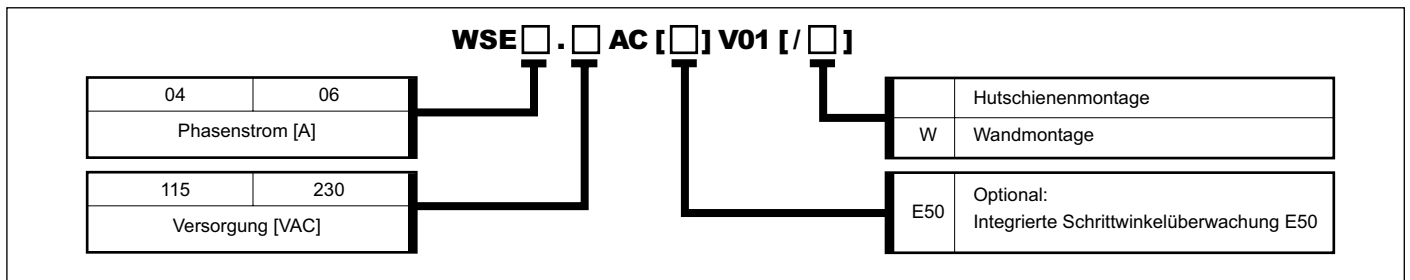 WSE□.□AC[□]V01[/□]
04 06
Phasenstrom [A]
115 230
Versorgung [VAC]
Hutschienenmontage
W Wandmontage
E50 Optional:
Integrierte Schrittwinkelüberwachung E50